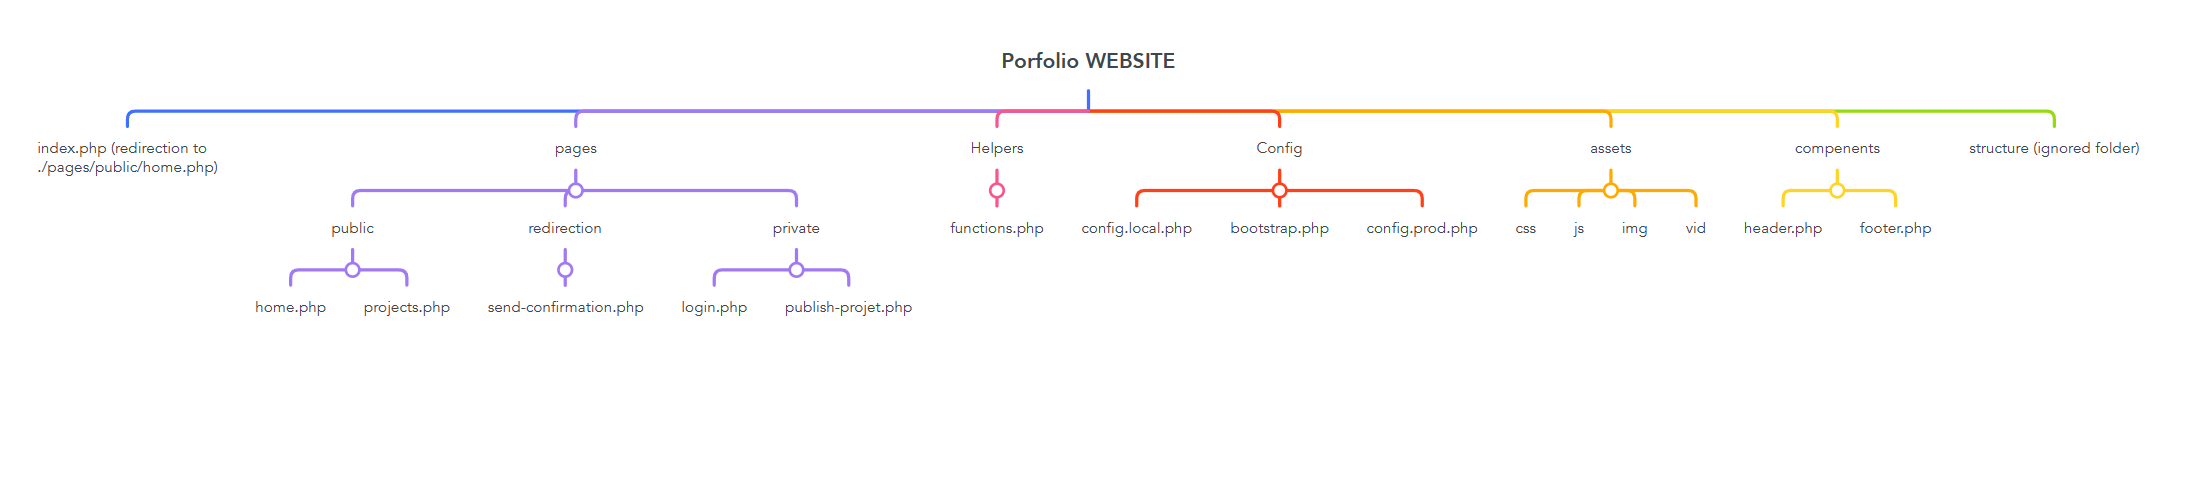 Porfolio WEBSITE
index.php (redirection to
./pages/public/home.php)
pages
Helpers
Config
assets
compenents
structure (ignored folder)
public
redirection
private
functions.php
config.local.php
bootstrap.php
config.prod.php
css
js
img
vid
header.php
footer.php
home.php
projects.php
send-confirmation.php
login.php
publish-projet.php